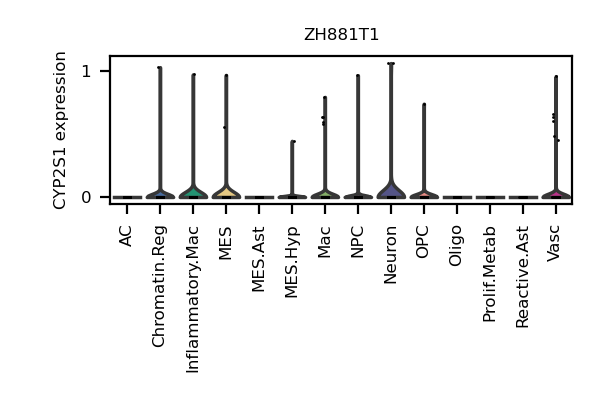 ZH881T1
CYP2S1 expression
1
0
AC
Chromatin.Reg
Inflammatory.Mac
MES
MES.Ast
MES.Hyp
Mac
NPC
Neuron
OPC
Oligo
Prolif.Metab
Reactive.Ast
Vasc